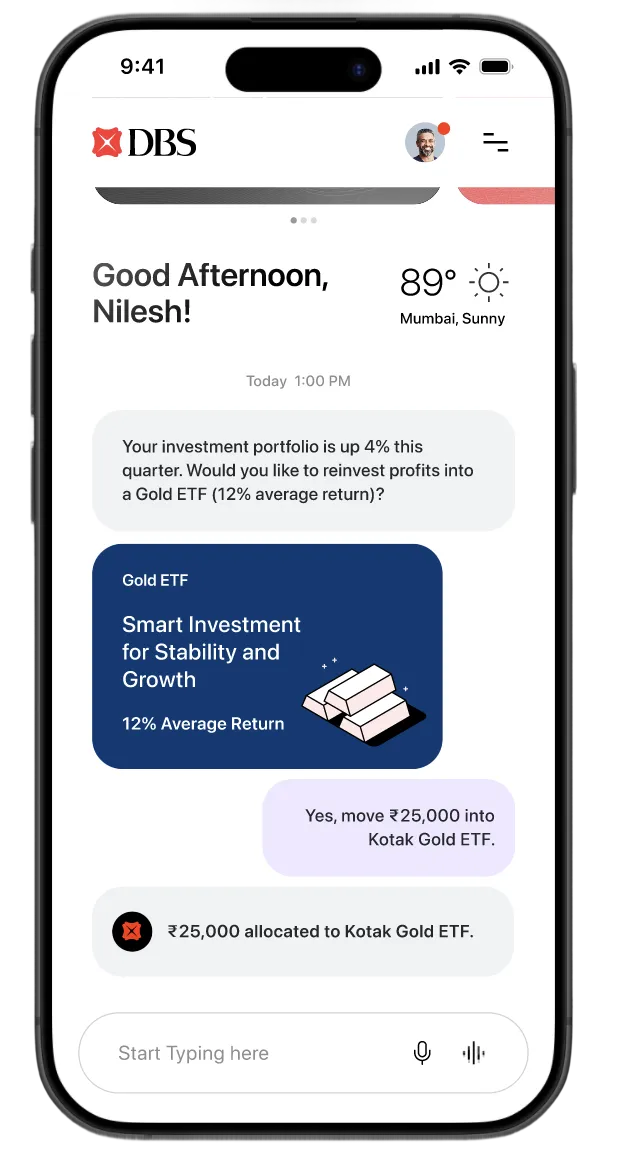 9:41
DBS
Good Afternoon,
Nilesh!
89°
Mumbai, Sunny
Today 1:00 PM
Your investment portfolio is up 4% this
quarter. Would you like to reinvest profits into
a Gold ETF (12% average return)?
Gold ETF
Smart Investment
for Stability and
Growth
12% Average Return
Yes, move ₹25,000 into
Kotak Gold ETF.
₹25,000 allocated to Kotak Gold ETF.
Start Typing here